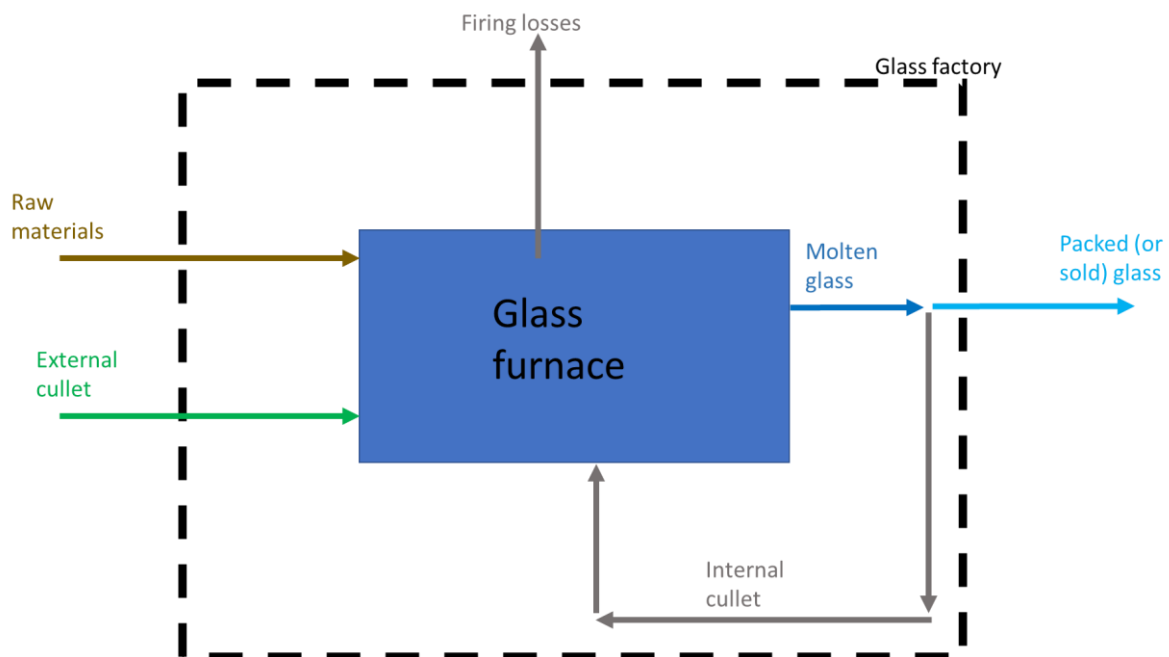 Firing losses
Glass factory
Raw
materials
Molten
glass
Packed (or
sold) glass
Glass
furnace
External
cullet
Internal
cullet